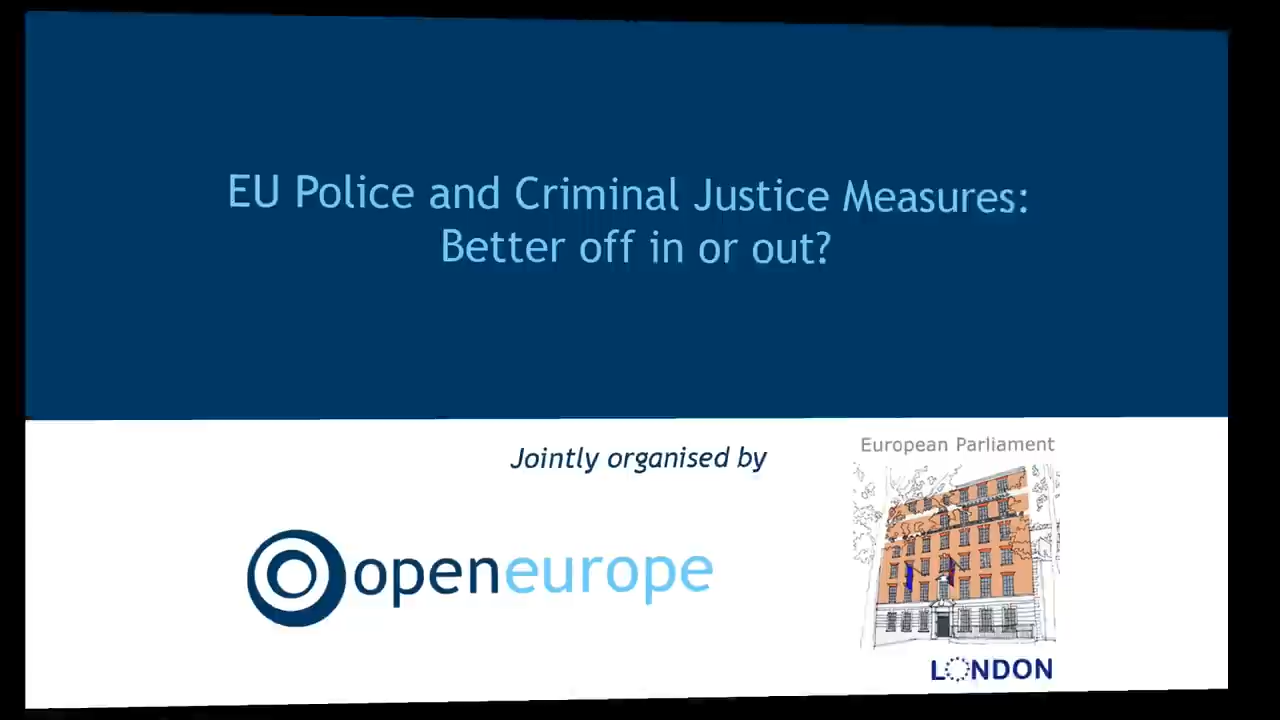 EU Police and Criminal Justice Measures:
Better off in or out?
Jointly organised by
openeurope
European Parliament
LONDON